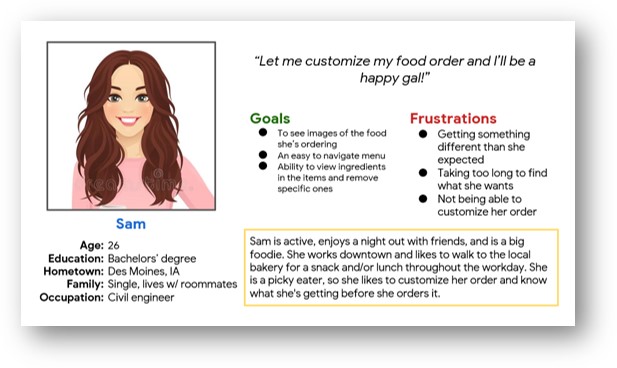 “Let me customize my food order and I’ll be a
happy gal!”
Goals
● To see images of the food
she’s ordering
● An easy to navigate menu
● Ability to view ingredients
in the items and remove
specific ones
Frustrations
● Getting something
different than she
expected
● Taking too long to find
what she wants
● Not being able to
customize her order
Sam
Age: 26
Education: Bachelors’ degree
Hometown: Des Moines, IA
Family: Single, lives w/ roommates
Occupation: Civil engineer
Sam is active, enjoys a night out with friends, and is a big
foodie. She works downtown and likes to walk to the local
bakery for a snack and/or lunch throughout the workday. She
is a picky eater, so she likes to customize her order and know
what she's getting before she orders it.